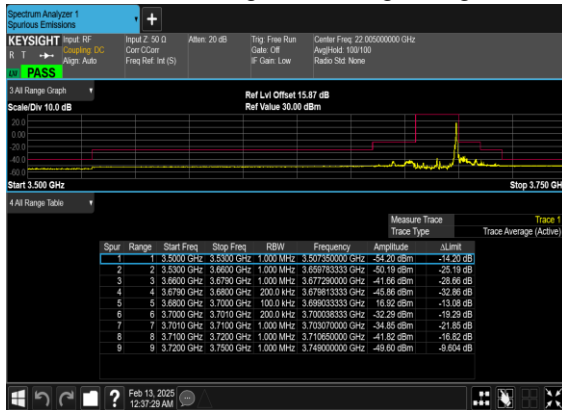 Spectrum Analyzer 1
Spurious Emissions
+
KEYSIGHT Input: RF Input Z: 50 Ω Atten: 20 dB Trig: Free Run Center Freq: 22.005000000 GHz
R T Coupling: DC Corr CCorr Gate: Off Avg|Hold: 100/100
Align: Auto Freq Ref: Int (S) IF Gain: Low Radio Std: None
PASS
3 All Range Graph
Ref Lvl Offset 15.87 dB
Scale/Div 10.0 dB Ref Value 30.00 dBm
20.0
0.00
-20.0
-40.0
-60.0
Start 3.500 GHz Stop 3.750 GH
4 All Range Table
Measure Trace Trace 1
Trace Type Trace Average (Active)
Spur Range Start Freq Stop Freq RBW Frequency Amplitude ΔLimit
1 1 3.5000 GHz 3.5300 GHz 1.000 MHz 3.507350000 GHz -54.20 dBm -14.20 dB
2 2 3.5300 GHz 3.6600 GHz 1.000 MHz 3.659783333 GHz -50.19 dBm -25.19 dB
3 3 3.6600 GHz 3.6790 GHz 1.000 MHz 3.677290000 GHz -41.66 dBm -28.66 dB
4 4 3.6790 GHz 3.6800 GHz 200.0 kHz 3.679813333 GHz -45.86 dBm -32.86 dB
5 5 3.6800 GHz 3.7000 GHz 100.0 kHz 3.699033333 GHz 16.92 dBm -13.08 dB
6 6 3.7000 GHz 3.7010 GHz 200.0 kHz 3.700038333 GHz -32.29 dBm -19.29 dB
7 7 3.7010 GHz 3.7100 GHz 1.000 MHz 3.703070000 GHz -34.85 dBm -21.85 dB
8 8 3.7100 GHz 3.7200 GHz 1.000 MHz 3.710650000 GHz -41.82 dBm -16.82 dB
9 9 3.7200 GHz 3.7500 GHz 1.000 MHz 3.749000000 GHz -49.60 dBm -9.604 dB
? Feb 13, 2025
12:37:29 AM